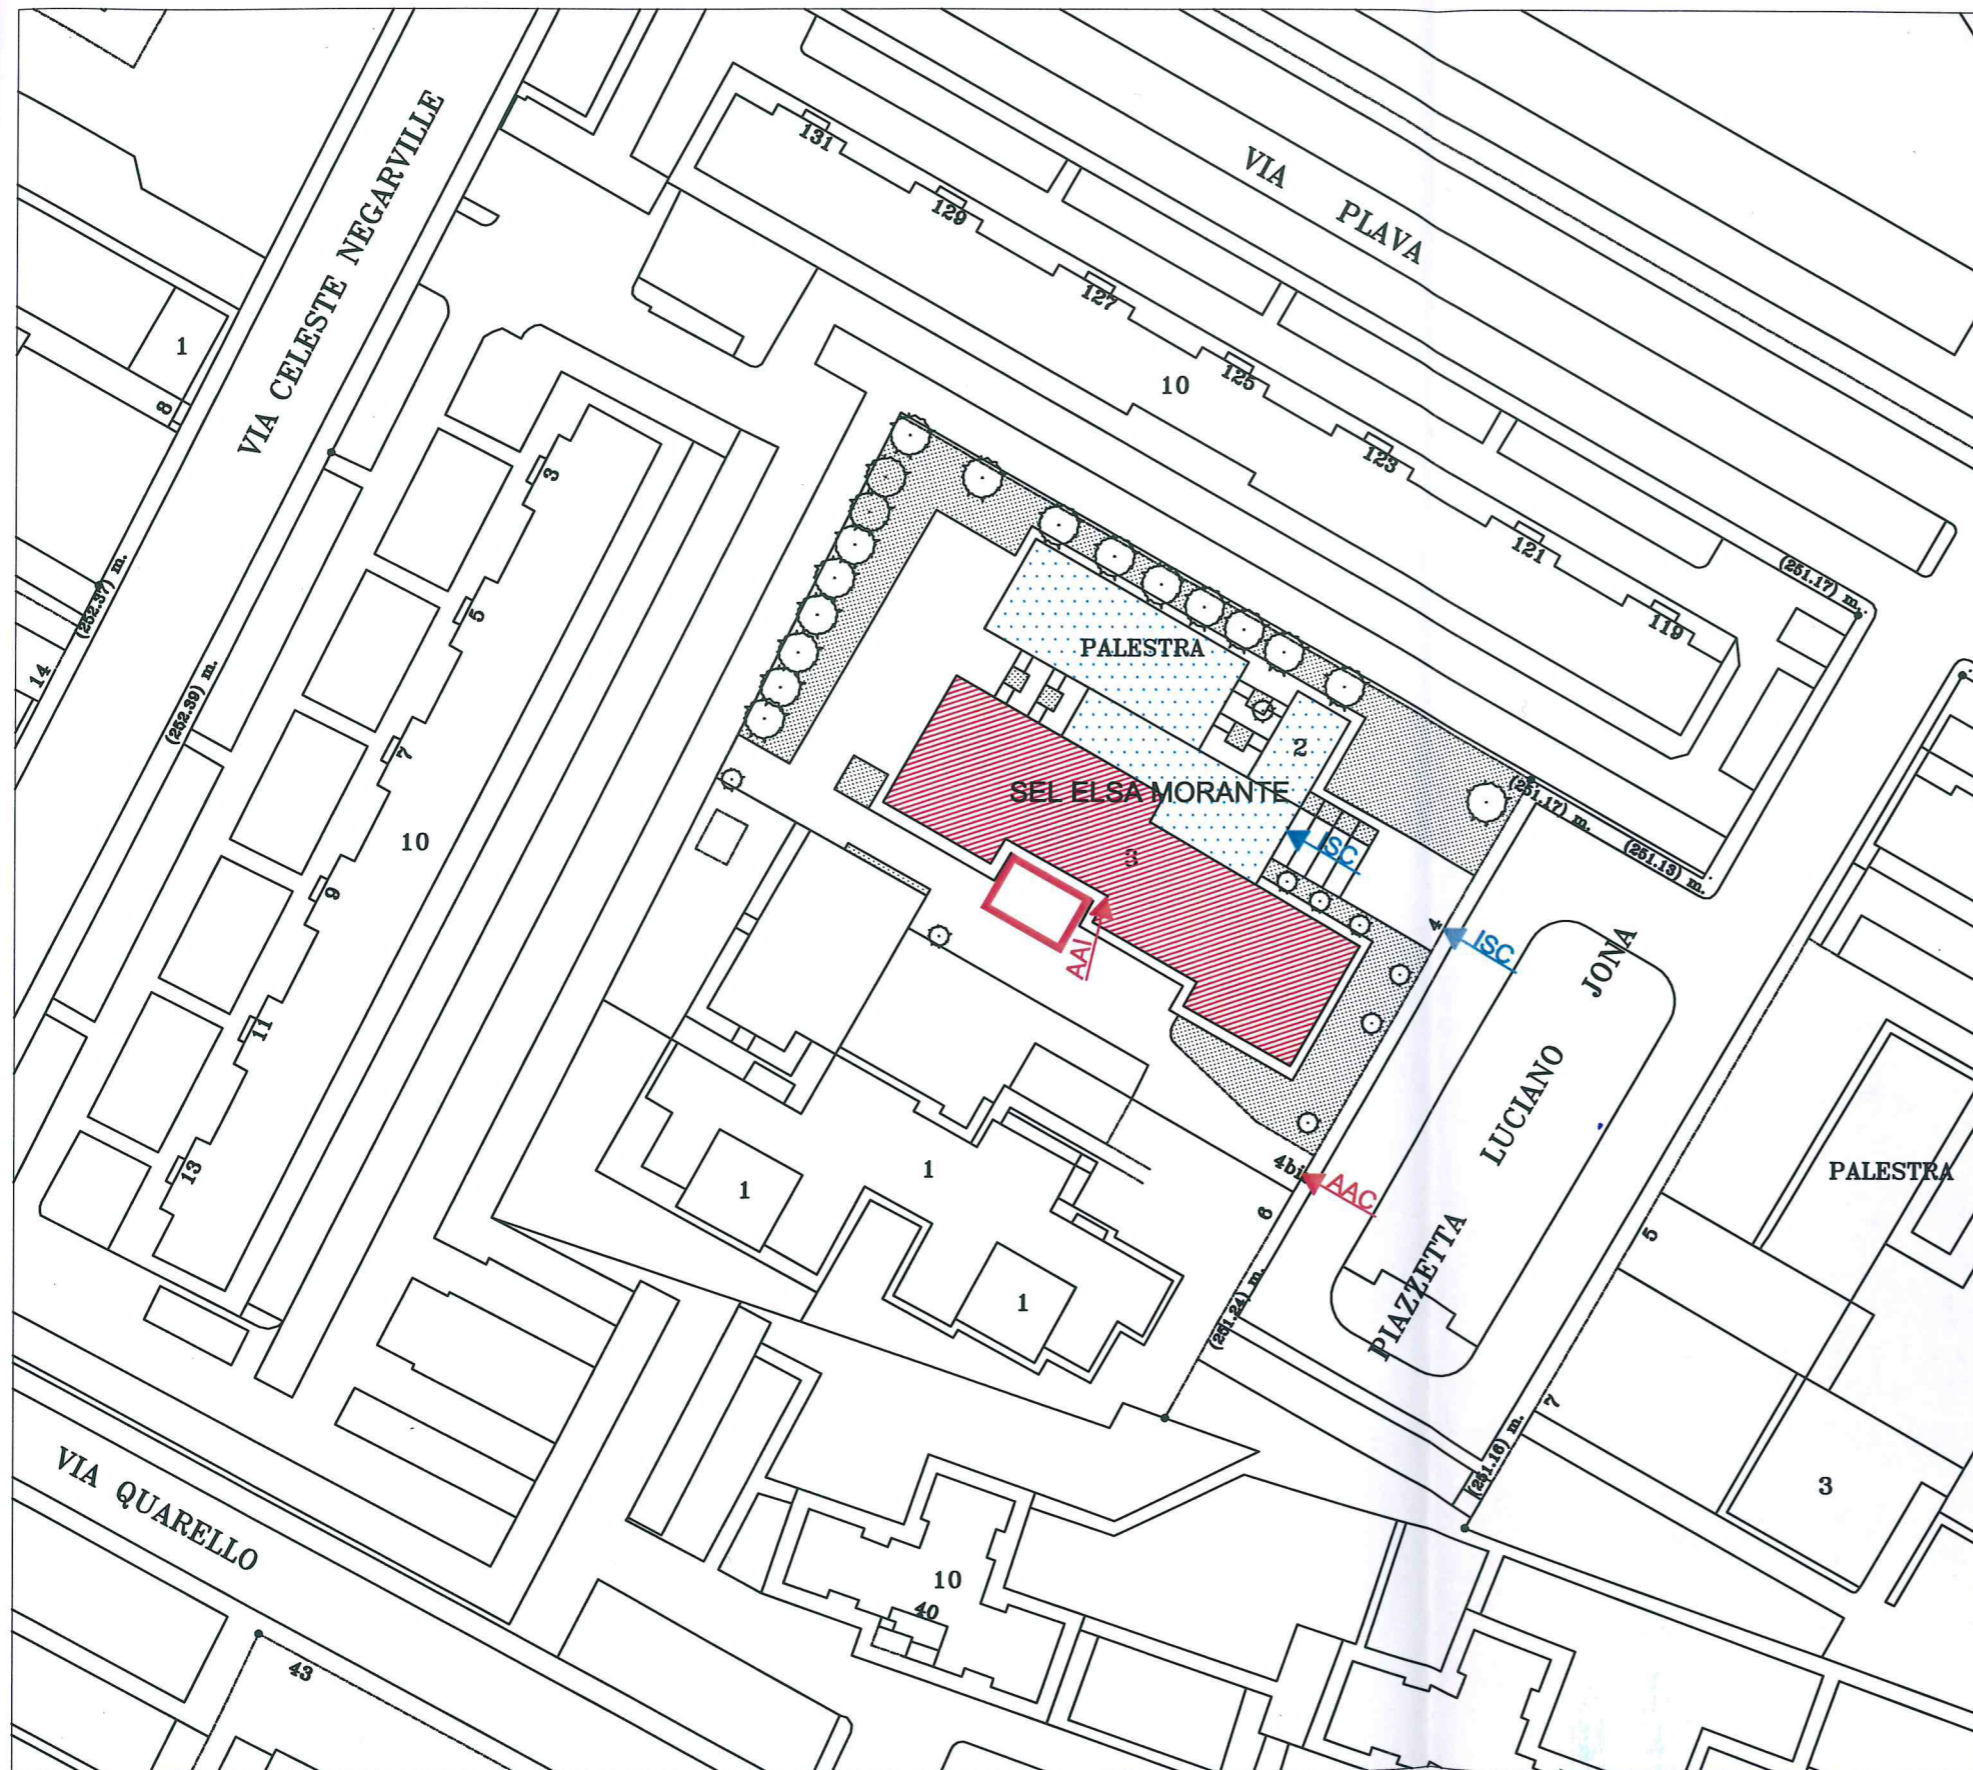 VIA CELESTE NEGARVILLE
VIA PLAVA
131
129
127
125
123
121
119
10
1
8
3
5
7
9
11
13
10
14
(252.37) m.
(252.39) m.
(251.17) m.
PALESTRA
2
SEL ELSA MORANTE
3
ISC
(251.17) m.
(251.13) m.
4
ISC
AAI
PIAZZETTA LUCIANO JONA
4bis
AAC
6
(251.24) m.
1
1
1
PALESTRA
5
7
(251.16) m.
3
VIA QUARELLO
10
40
43